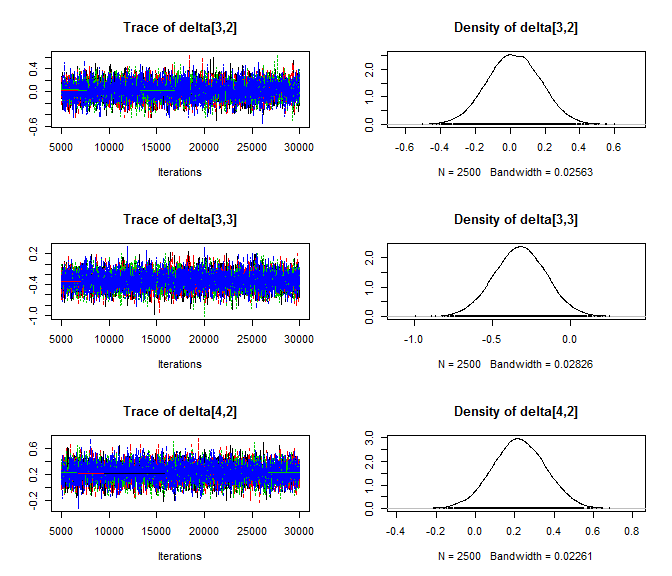 Trace of delta[3,2]
Density of delta[3,2]
-0.6 0.0 0.4
0.0 1.0 2.0
5000 10000 15000 20000 25000 30000
-0.6 -0.4 -0.2 0.0 0.2 0.4 0.6
Iterations
N = 2500 Bandwidth = 0.02563
Trace of delta[3,3]
Density of delta[3,3]
-1.0 -0.4 0.2
0.0 1.0 2.0
5000 10000 15000 20000 25000 30000
-1.0 -0.5 0.0
Iterations
N = 2500 Bandwidth = 0.02826
Trace of delta[4,2]
Density of delta[4,2]
-0.2 0.2 0.6
0.0 1.0 2.0 3.0
5000 10000 15000 20000 25000 30000
-0.4 -0.2 0.0 0.2 0.4 0.6 0.8
Iterations
N = 2500 Bandwidth = 0.02261